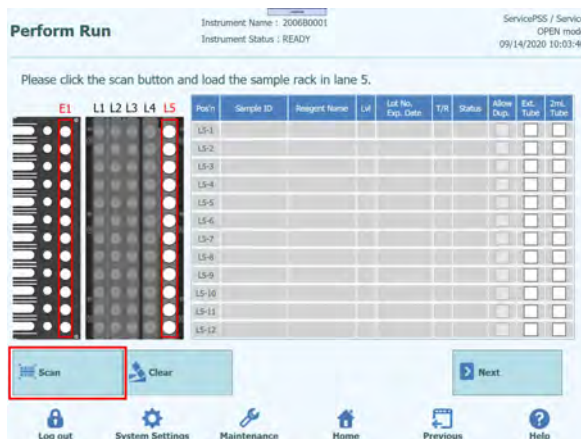 Perform Run
Instrument Name : 2006B0001
Instrument Status : READY
ServicePSS / Servic
OPEN mod
09/14/2020 10:03:4
Please click the scan button and load the sample rack in lane 5.
E1 L1 L2 L3 L4 L5
Pos'n Sample ID Reagent Name Lvl Lot No. Exp. Date T/R Status Allow Dup. Ext. Tube 2mL Tube
L5-1
L5-2
L5-3
L5-4
L5-5
L5-6
L5-7
L5-8
L5-9
L5-10
L5-11
L5-12
Scan Clear Next
Log out System Settings Maintenance Home Previous Help